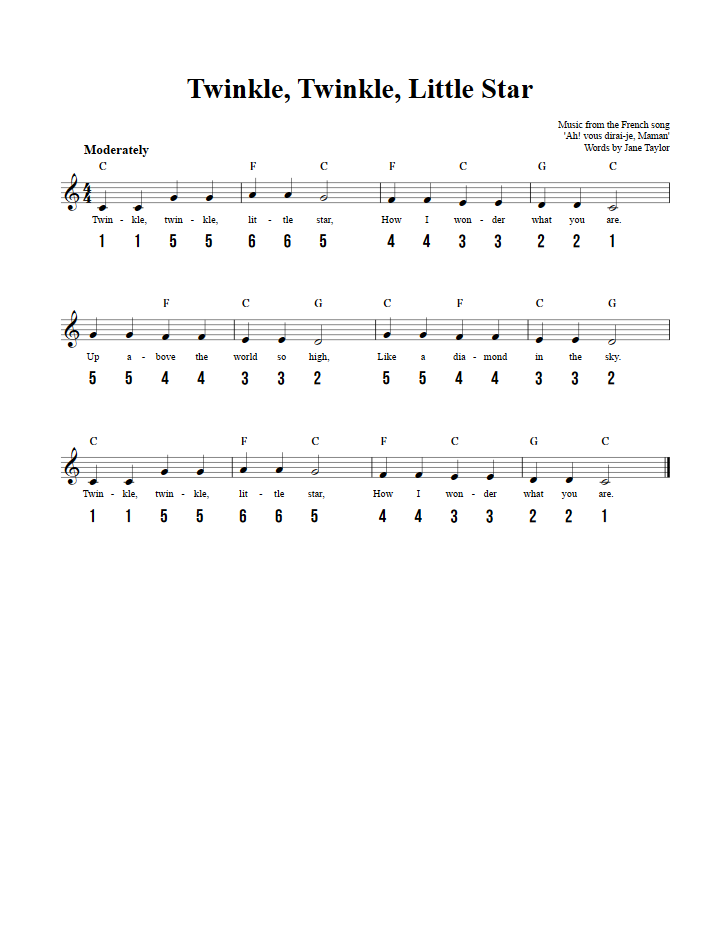 Twinkle, Twinkle, Little Star
Music from the French song
'Ah! vous dirai-je, Maman'
Words by Jane Taylor
Moderately
C F C F C G C
4
4
Twin - kle, twin - kle, lit - tle star, How I won - der what you are.
1 1 5 5 6 6 5 4 4 3 3 2 2 1
F C G C F C G
Up a - bove the world so high, Like a dia - mond in the sky.
5 5 4 4 3 3 2 5 5 4 4 3 3 2
C F C F C G C
Twin - kle, twin - kle, lit - tle star, How I won - der what you are.
1 1 5 5 6 6 5 4 4 3 3 2 2 1